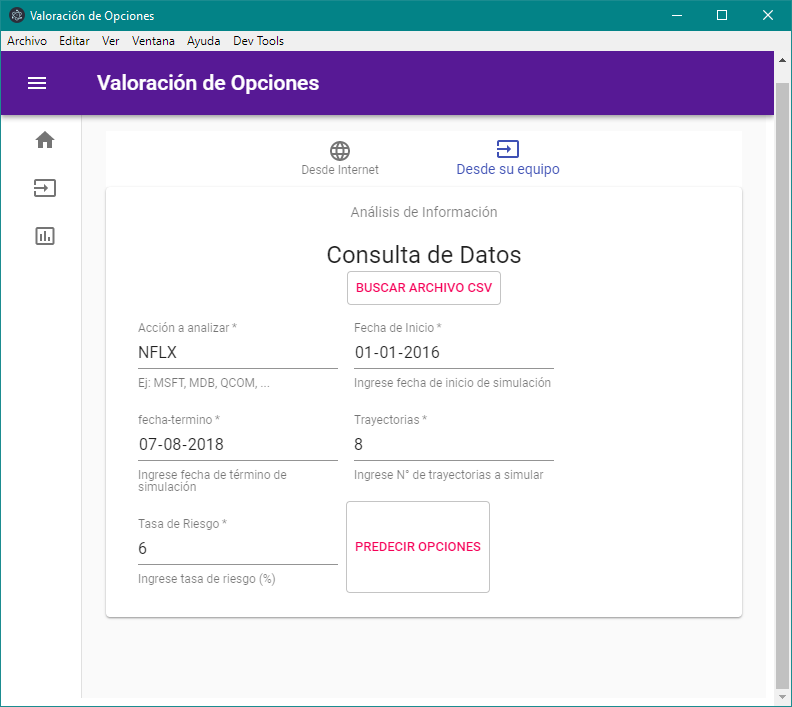 Valoración de Opciones
Archivo Editar Ver Ventana Ayuda Dev Tools
Valoración de Opciones
Desde Internet
Desde su equipo
Análisis de Información
Consulta de Datos
BUSCAR ARCHIVO CSV
Acción a analizar *
NFLX
Ej: MSFT, MDB, QCOM, ...
Fecha de Inicio *
01-01-2016
Ingrese fecha de inicio de simulación
fecha-termino *
07-08-2018
Ingrese fecha de término de
simulación
Trayectorias *
8
Ingrese N° de trayectorias a simular
Tasa de Riesgo *
6
Ingrese tasa de riesgo (%)
PREDECIR OPCIONES